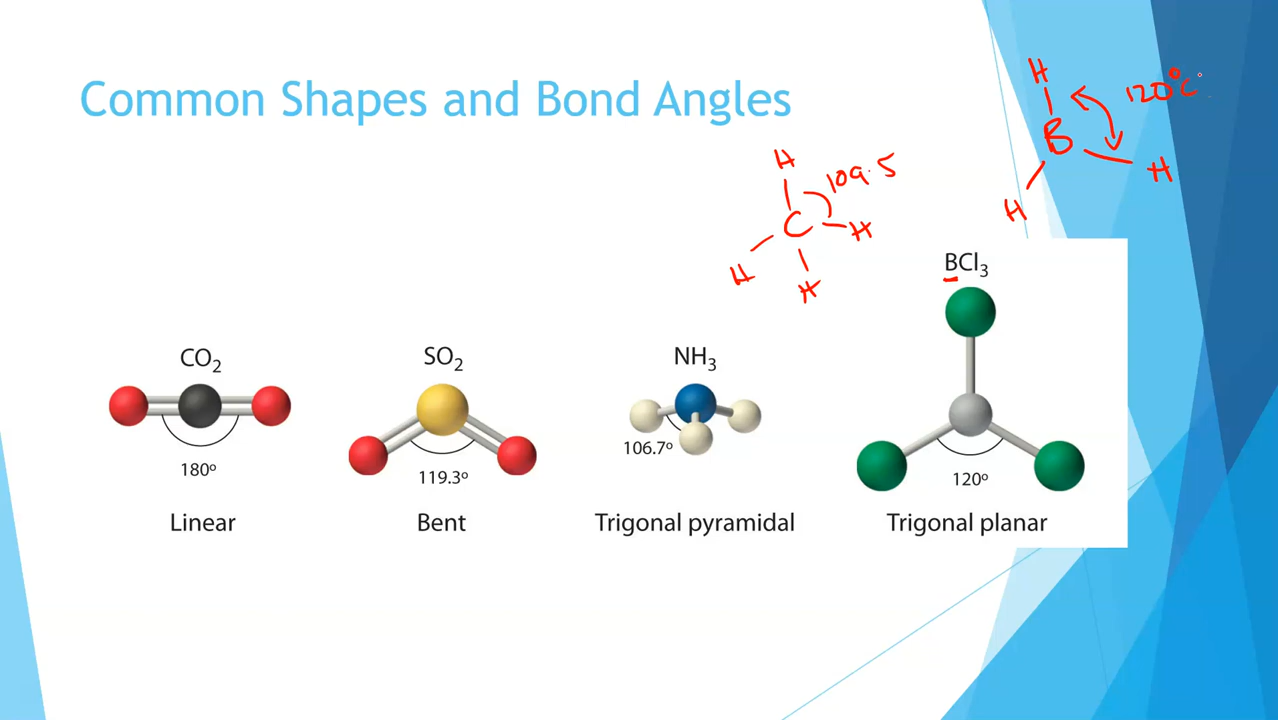 Common Shapes and Bond Angles
H
120°C
B
H
H
H
109.5
C
H
H
H
BCl₃
CO₂
SO₂
NH₃
180º
119.3º
106.7º
120º
Linear
Bent
Trigonal pyramidal
Trigonal planar